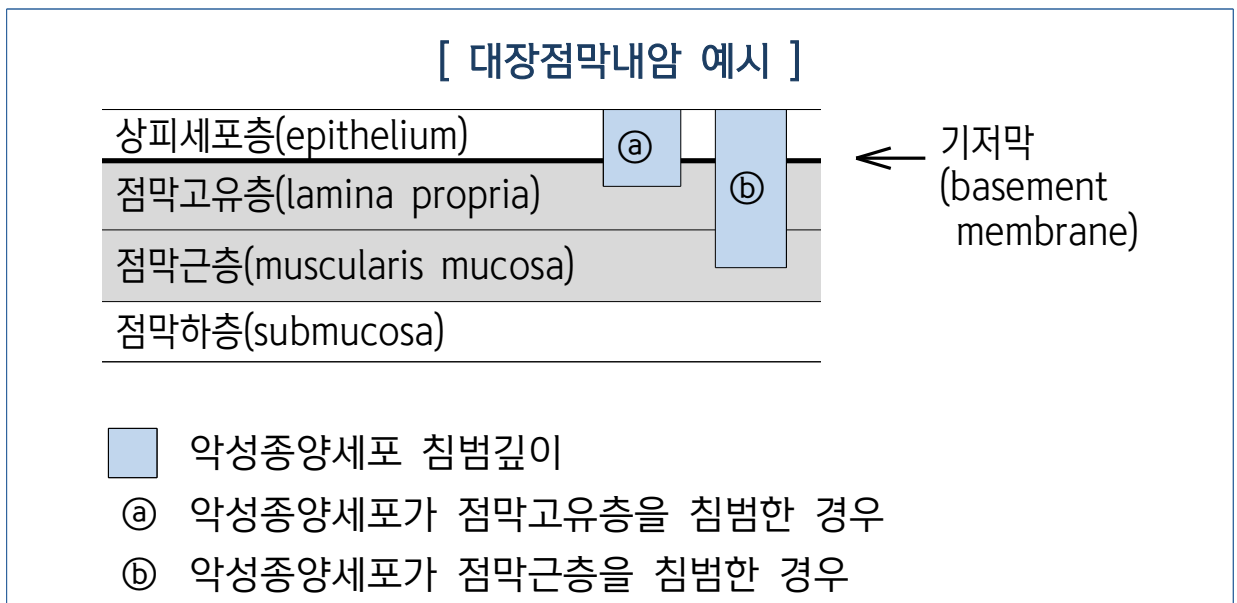 [ 대장점막내암 예시 ]
상피세포층(epithelium)
ⓐ
기저막
(basement
membrane)
점막고유층(lamina propria)
ⓑ
점막근층(muscularis mucosa)
점막하층(submucosa)
악성종양세포 침범깊이
ⓐ 악성종양세포가 점막고유층을 침범한 경우
ⓑ 악성종양세포가 점막근층을 침범한 경우